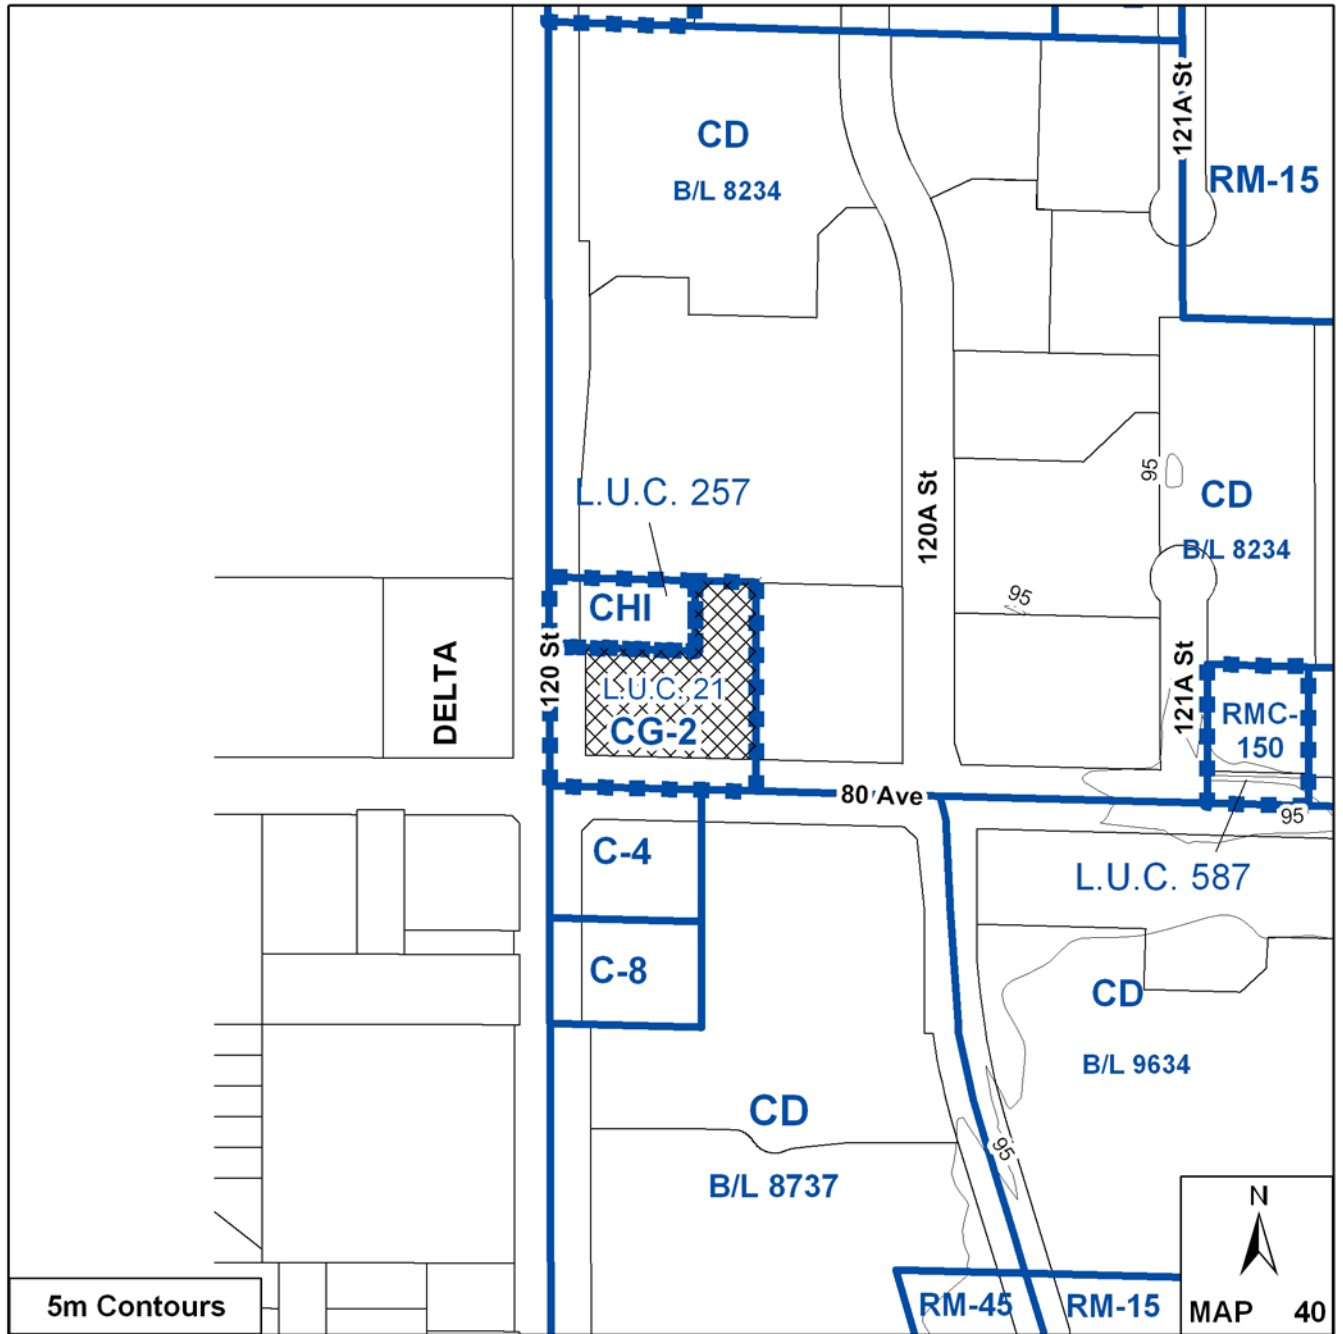 121A St
CD
B/L 8234
RM-15
L.U.C. 257
120A St
95
CD
B/L 8234
CHI
95
DELTA
120 St
L.U.C. 21
CG-2
121A St
RMC-
150
80 Ave
95
C-4
L.U.C. 587
C-8
CD
B/L 9634
CD
95
B/L 8737
N
5m Contours
RM-45
RM-15
MAP 40